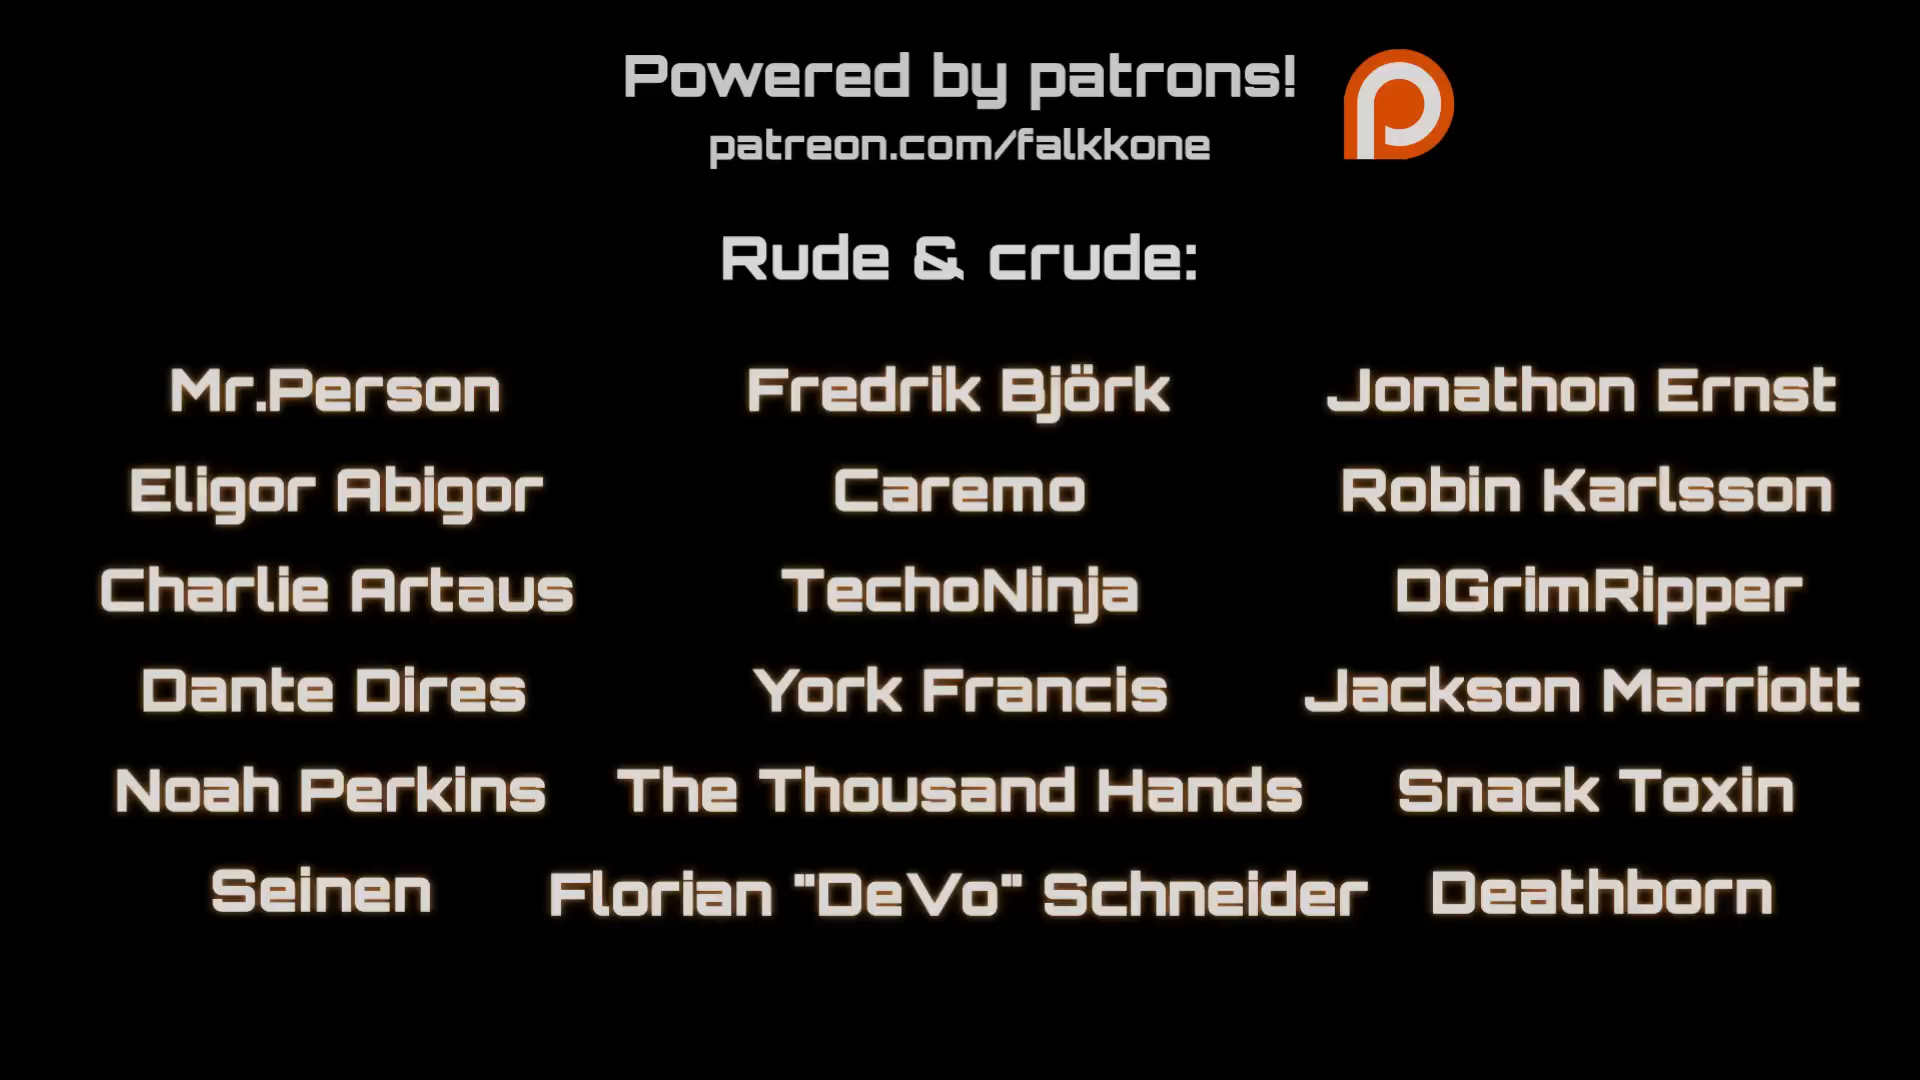 Powered by patrons!
patreon.com/falkkone
Rude & crude:
Mr.Person Fredrik Björk Jonathon Ernst
Eligor Abigor Caremo Robin Karlsson
Charlie Artaus TechoNinja DGrimRipper
Dante Dires York Francis Jackson Marriott
Noah Perkins The Thousand Hands Snack Toxin
Seinen Florian "DeVo" Schneider Deathborn